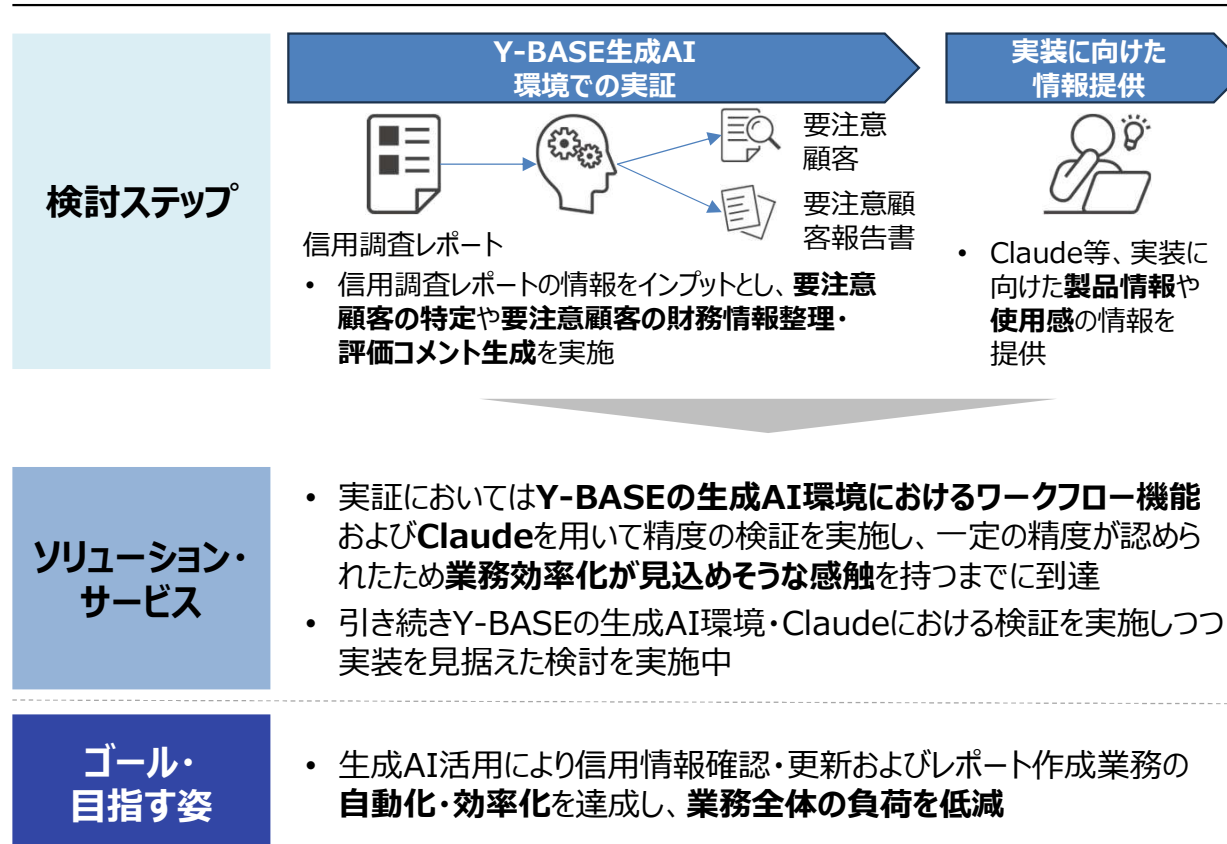 検討ステップ
Y-BASE生成AI
環境での実証
信用調査レポート
要注意
顧客
要注意顧
客報告書
• 信用調査レポートの情報をインプットとし、要注意
顧客の特定や要注意顧客の財務情報整理・
評価コメント生成を実施
実装に向けた
情報提供
• Claude等、実装に
向けた製品情報や
使用感の情報を
提供
ソリューション・
サービス
• 実証においてはY-BASEの生成AI環境におけるワークフロー機能
およびClaudeを用いて精度の検証を実施し、一定の精度が認めら
れたため業務効率化が見込めそうな感触を持つまでに到達
• 引き続きY-BASEの生成AI環境・Claudeにおける検証を実施しつつ
実装を見据えた検討を実施中
ゴール・
目指す姿
• 生成AI活用により信用情報確認・更新およびレポート作成業務の
自動化・効率化を達成し、業務全体の負荷を低減